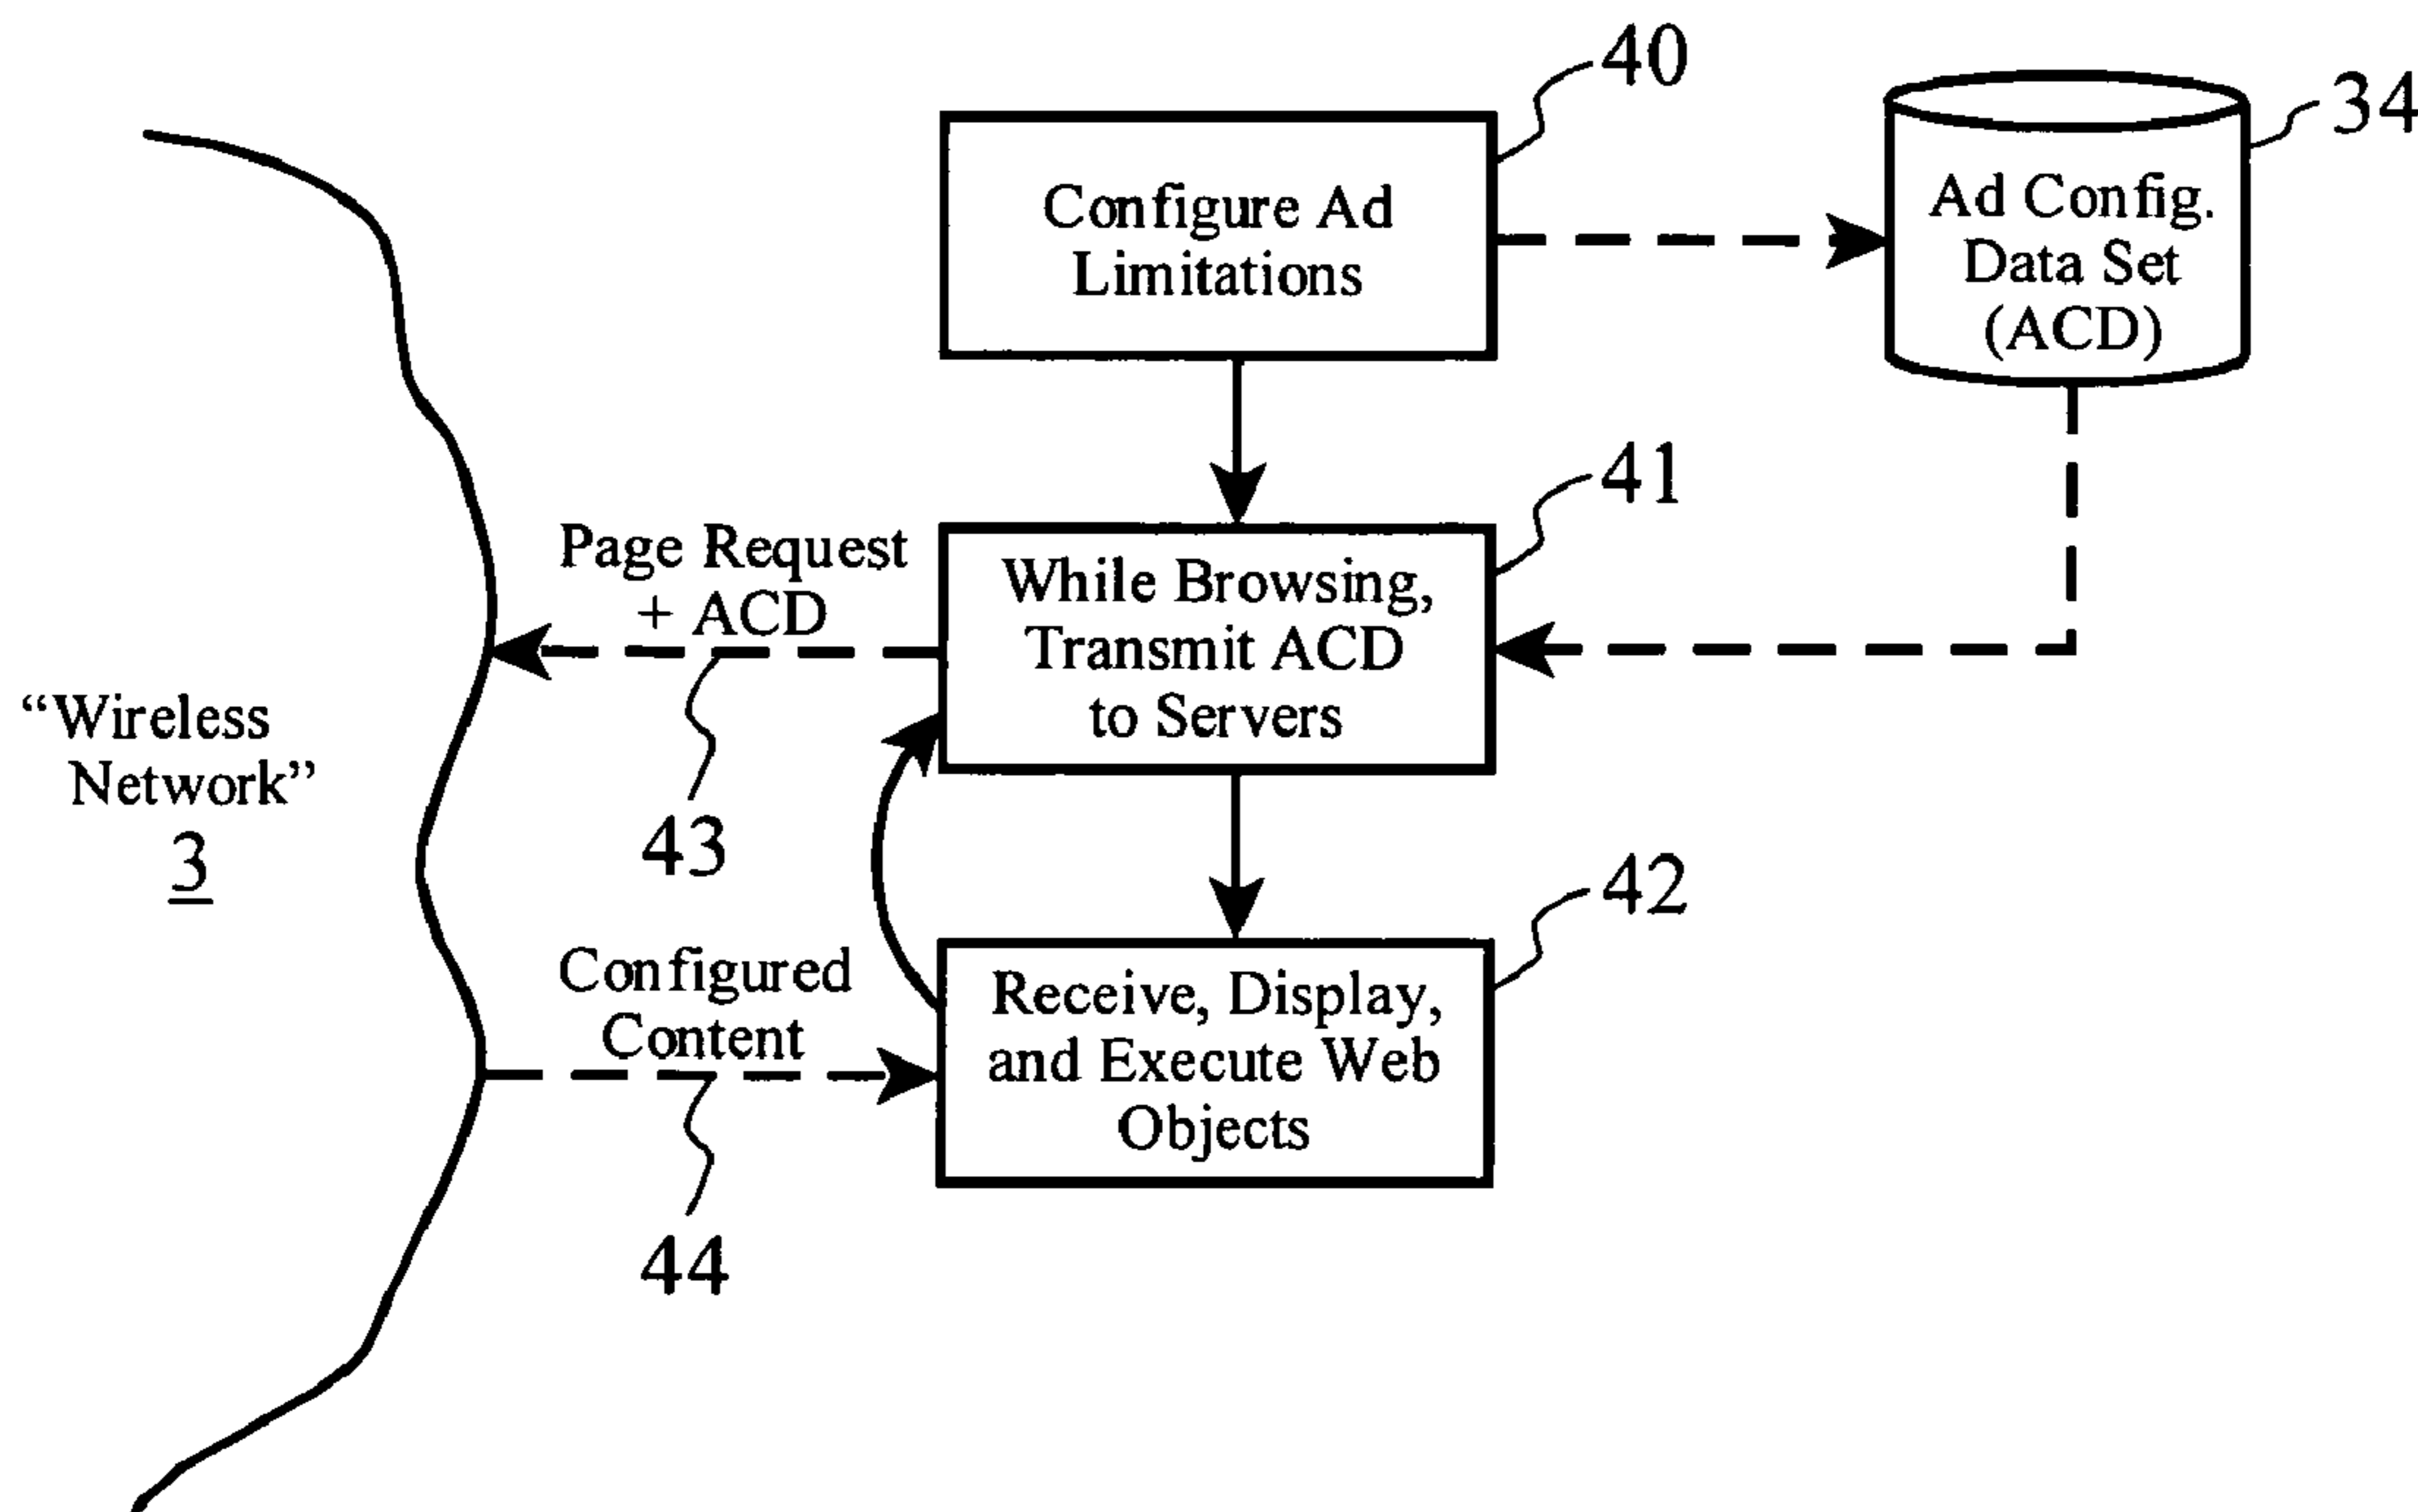 40
34
Configure Ad
Limitations
Ad Config.
Data Set
(ACD)
41
Page Request
+ ACD
While Browsing,
Transmit ACD
to Servers
43
“Wireless
Network”
3
42
Configured
Content
Receive, Display,
and Execute Web
Objects
44